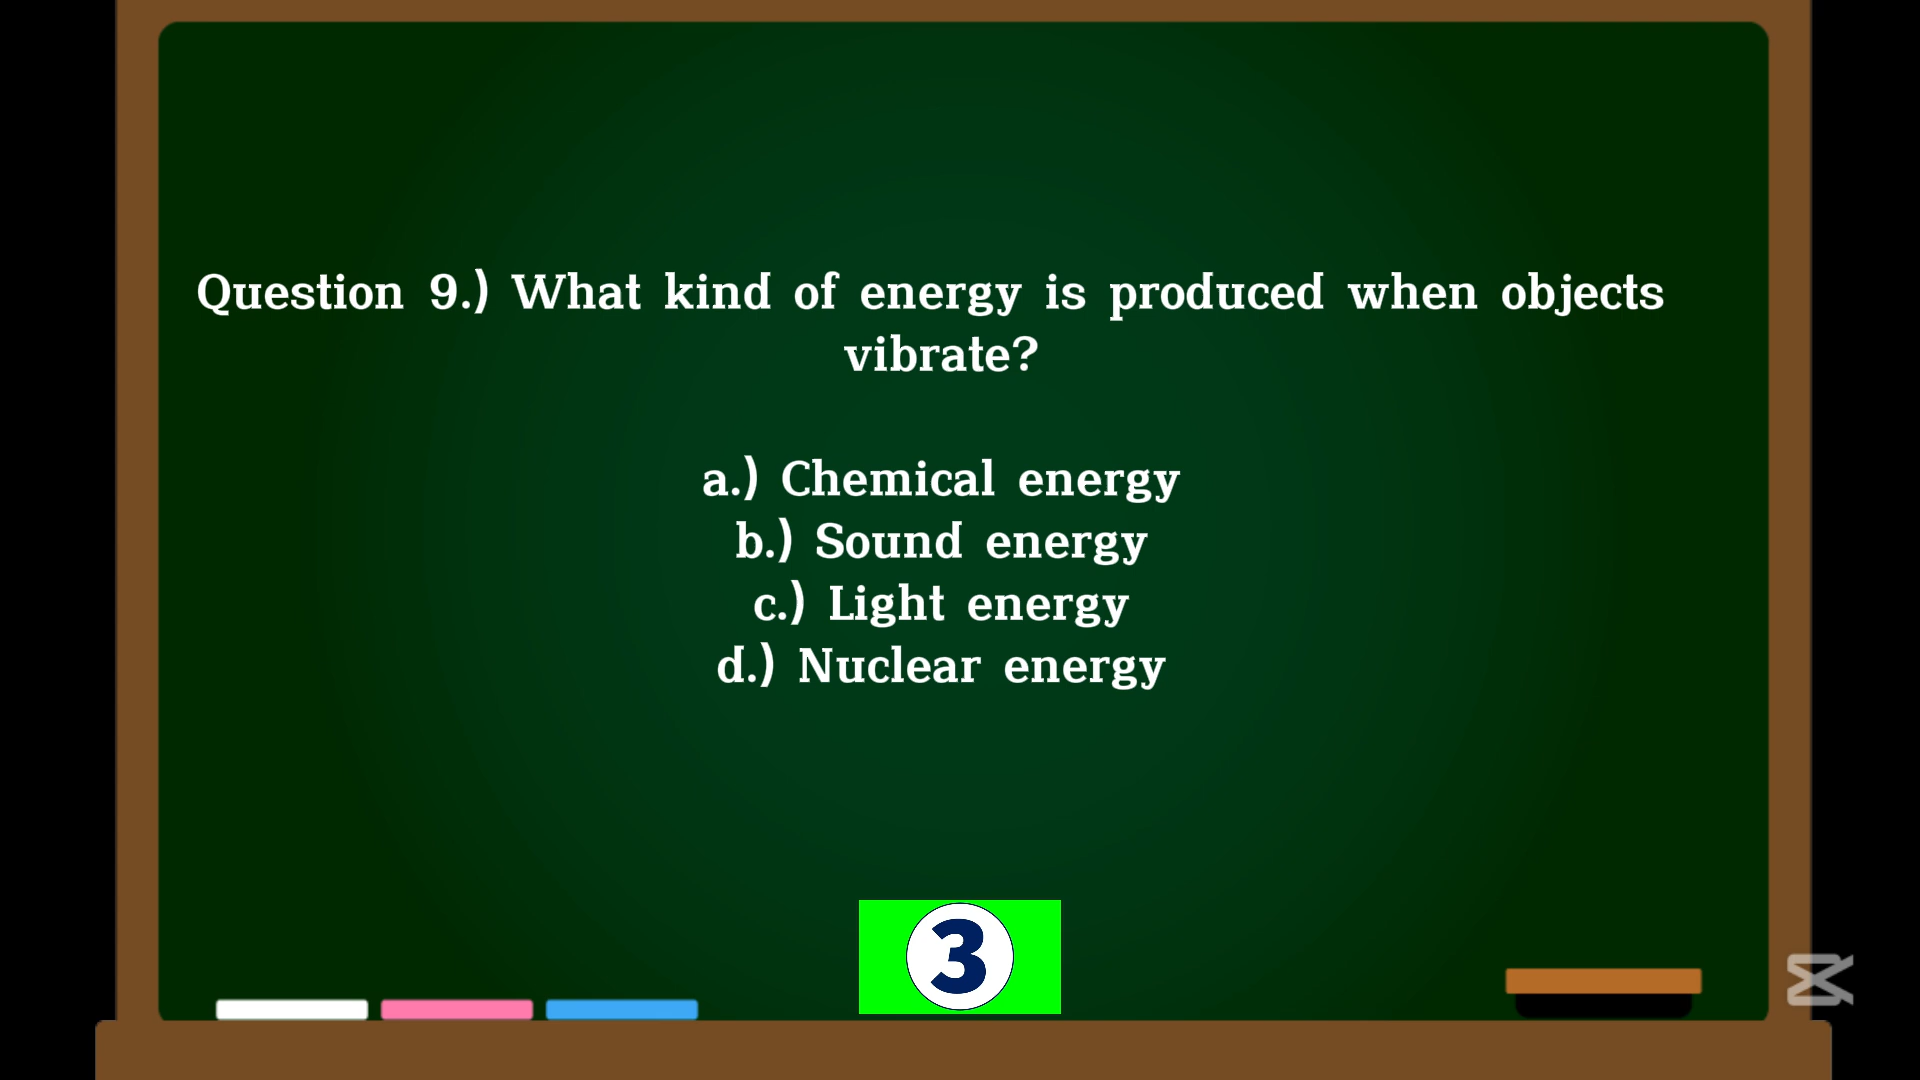 Question 9.) What kind of energy is produced when objects
vibrate?
a.) Chemical energy
b.) Sound energy
c.) Light energy
d.) Nuclear energy
3